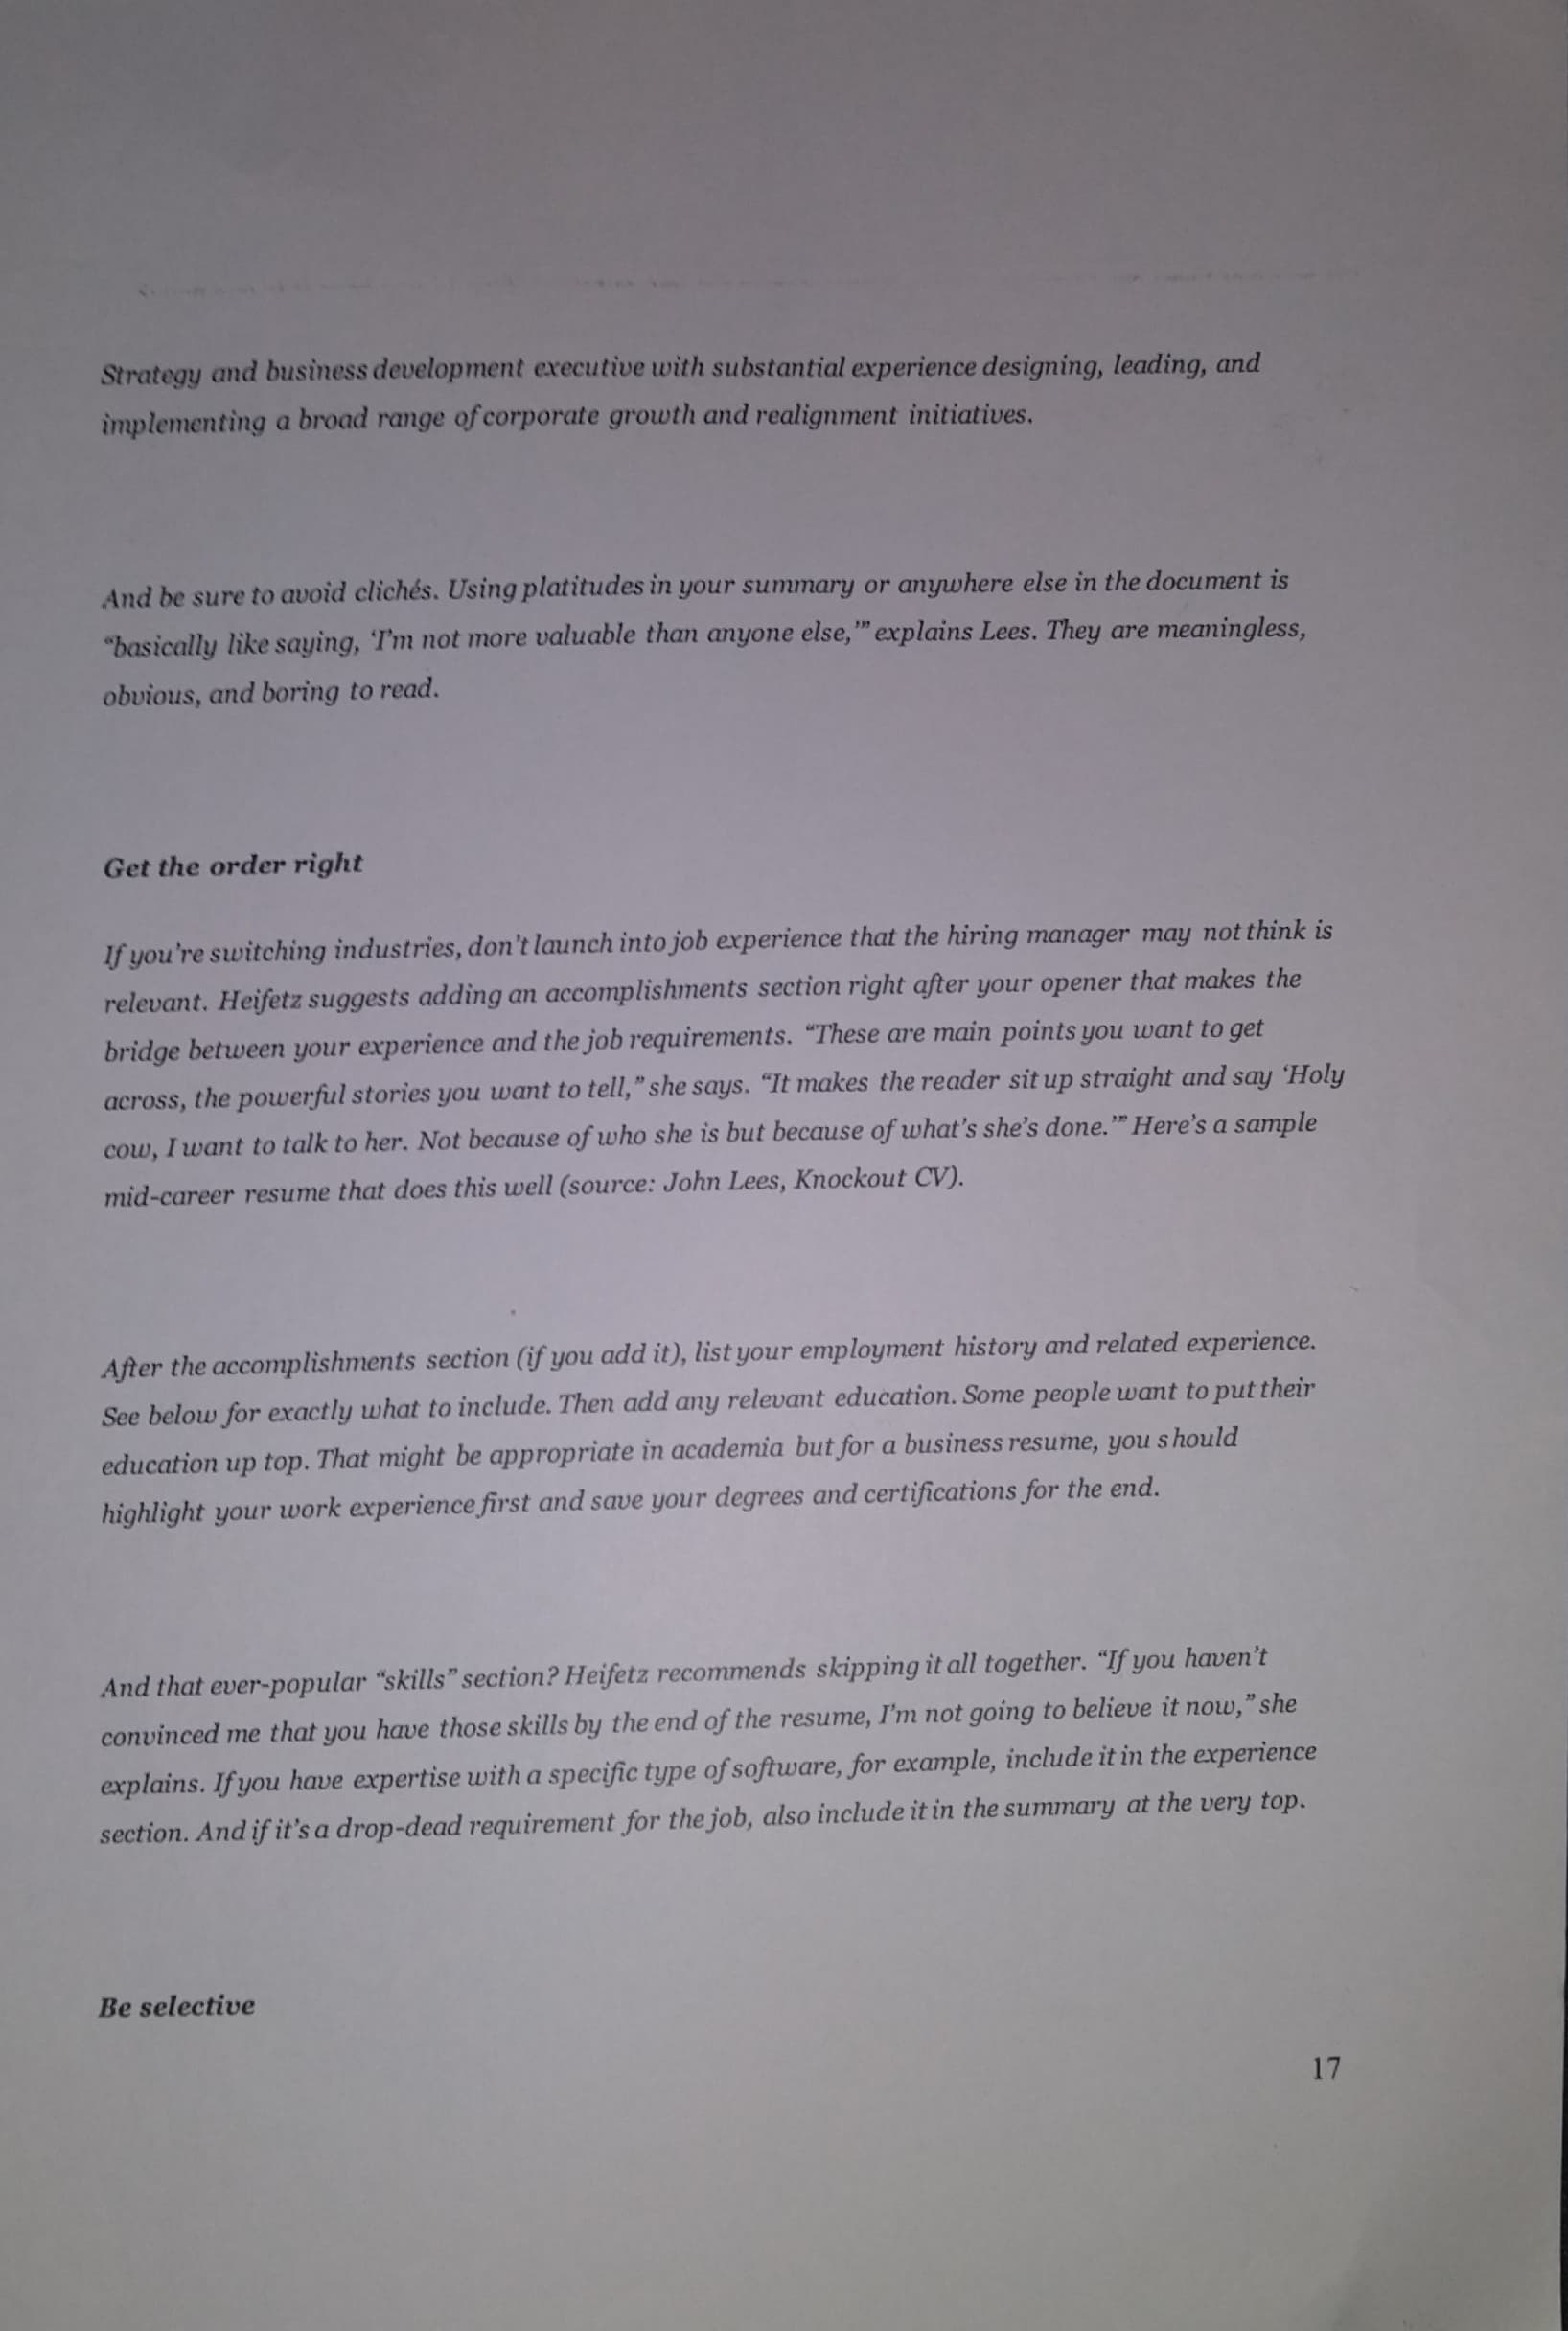 Strategy and business development executive with substantial experience designing, leading, and
implementing a broad range of corporate growth and realignment initiatives.
And be sure to avoid clichés. Using platitudes in your summary or anywhere else in the document is
“basically like saying, ‘I’m not more valuable than anyone else,’” explains Lees. They are meaningless,
obvious, and boring to read.
Get the order right
If you’re switching industries, don’t launch into job experience that the hiring manager may not think is
relevant. Heifetz suggests adding an accomplishments section right after your opener that makes the
bridge between your experience and the job requirements. “These are main points you want to get
across, the powerful stories you want to tell,” she says. “It makes the reader sit up straight and say ‘Holy
cow, I want to talk to her. Not because of who she is but because of what’s she’s done.’” Here’s a sample
mid-career resume that does this well (source: John Lees, Knockout CV).
After the accomplishments section (if you add it), list your employment history and related experience.
See below for exactly what to include. Then add any relevant education. Some people want to put their
education up top. That might be appropriate in academia but for a business resume, you should
highlight your work experience first and save your degrees and certifications for the end.
And that ever-popular “skills” section? Heifetz recommends skipping it all together. “If you haven’t
convinced me that you have those skills by the end of the resume, I’m not going to believe it now,” she
explains. If you have expertise with a specific type of software, for example, include it in the experience
section. And if it’s a drop-dead requirement for the job, also include it in the summary at the very top.
Be selective
17